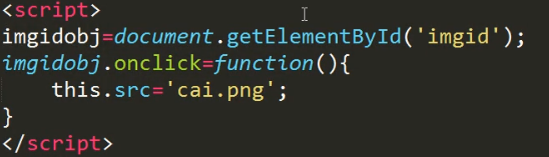 <script>
imgidobj=document.getElementById('imgid');
imgidobj.onclick=function(){
    this.src='cai.png';
}
</script>